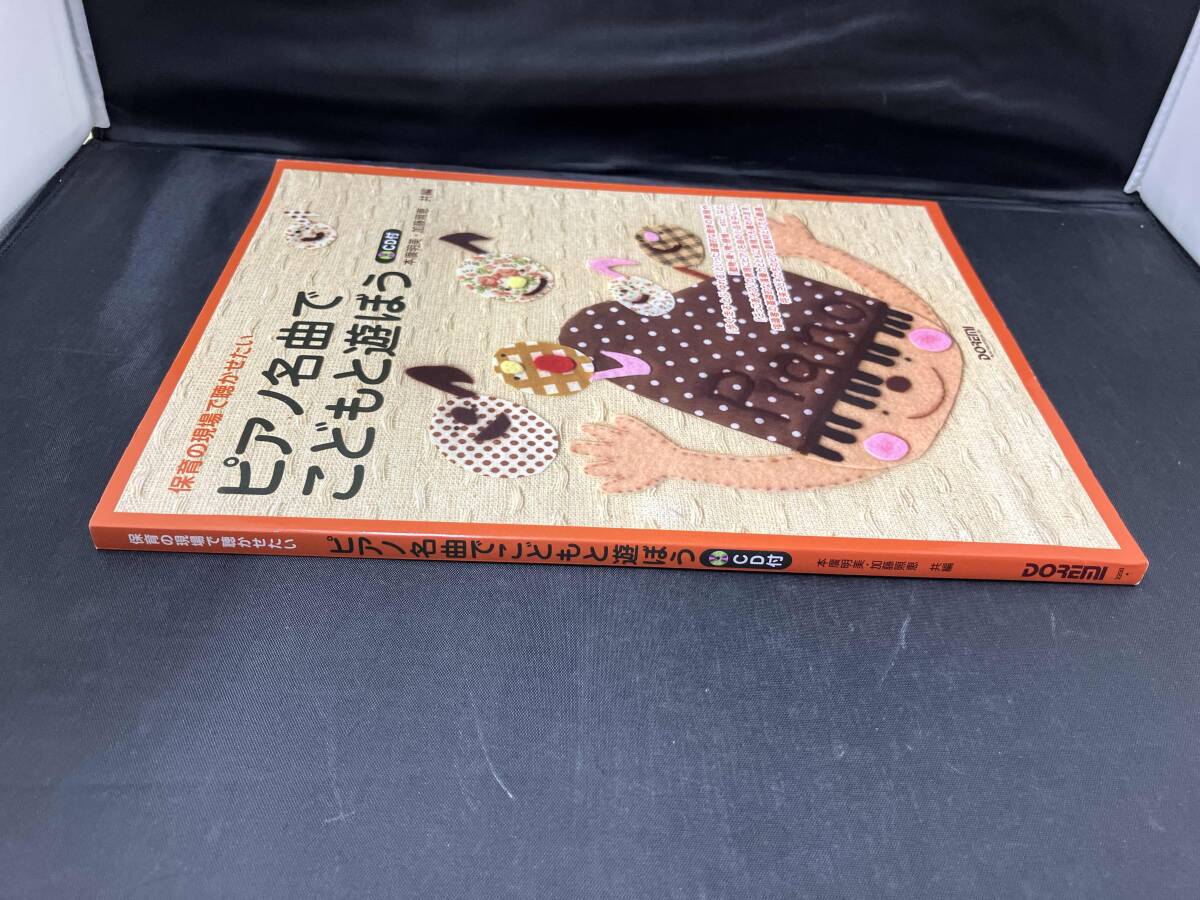 保育の現場で聴かせたい
ピアノ名曲で
こどもと遊ぼう
CD付
本廣明美・加藤照恵 共編
Piano
DOREMI
保育の現場で聴かせたい
ピアノ名曲でこどもと遊ぼう
CD付
本廣明美・加藤照恵 共編
DOREMI